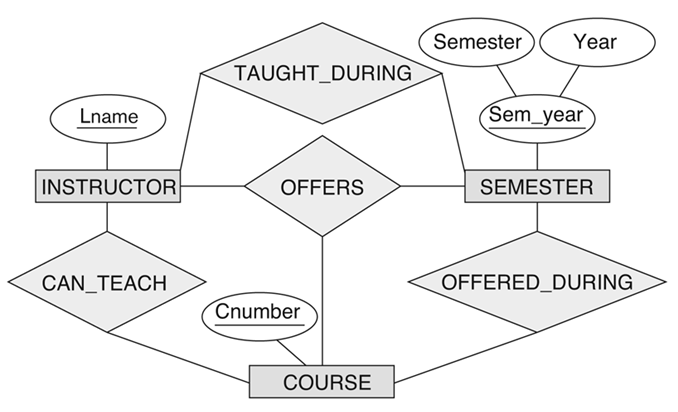 Semester
Year
TAUGHT_DURING
Lname
Sem_year
INSTRUCTOR
OFFERS
SEMESTER
CAN_TEACH
OFFERED_DURING
Cnumber
COURSE